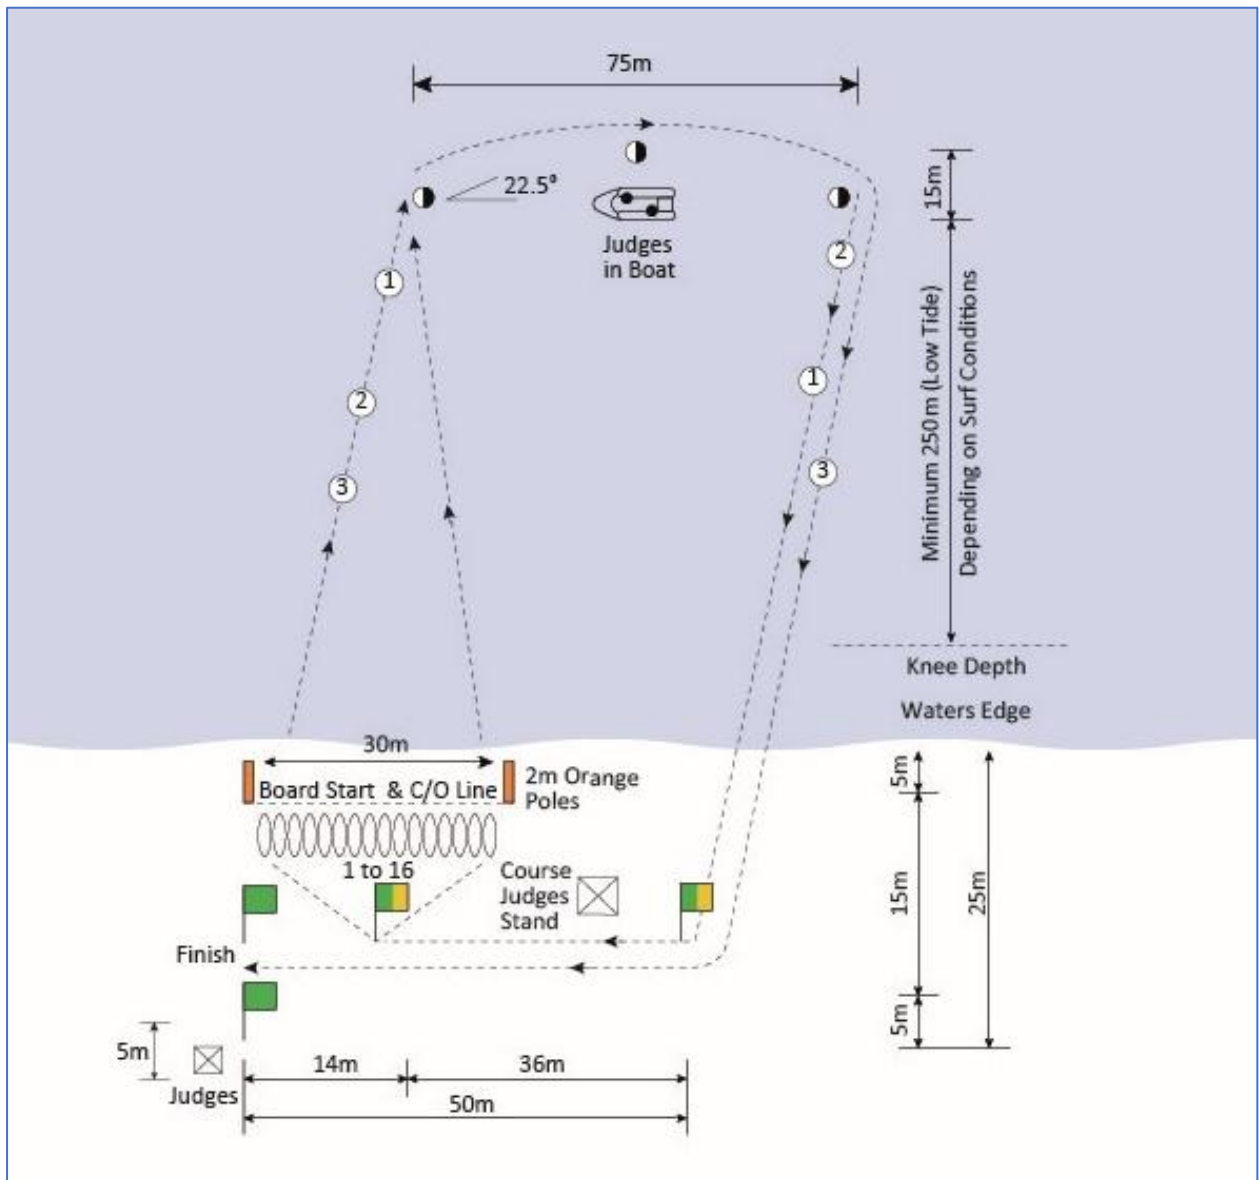 75m
22.5°
15m
Judges
in Boat
1
2
3
2
1
3
Minimum 250m (Low Tide)
Depending on Surf Conditions
Knee Depth
Waters Edge
30m
Board Start & C/O Line
2m Orange
Poles
1 to 16
Course
Judges
Stand
5m
15m
25m
5m
Finish
5m
Judges
14m
36m
50m